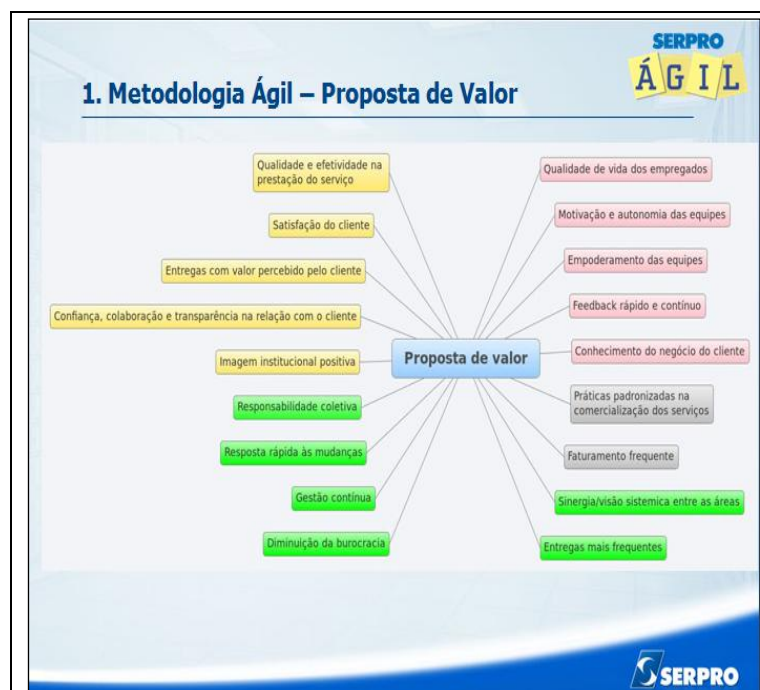 SERPRO
ÁGIL
1. Metodologia Ágil – Proposta de Valor
Qualidade e efetividade na
prestação do serviço
Satisfação do cliente
Entregas com valor percebido pelo cliente
Confiança, colaboração e transparência na relação com o cliente
Imagem institucional positiva
Responsabilidade coletiva
Resposta rápida às mudanças
Gestão contínua
Diminuição da burocracia
Proposta de valor
Qualidade de vida dos empregados
Motivação e autonomia das equipes
Empoderamento das equipes
Feedback rápido e contínuo
Conhecimento do negócio do cliente
Práticas padronizadas na
comercialização dos serviços
Faturamento frequente
Sinergia/visão sistemica entre as áreas
Entregas mais frequentes
SERPRO